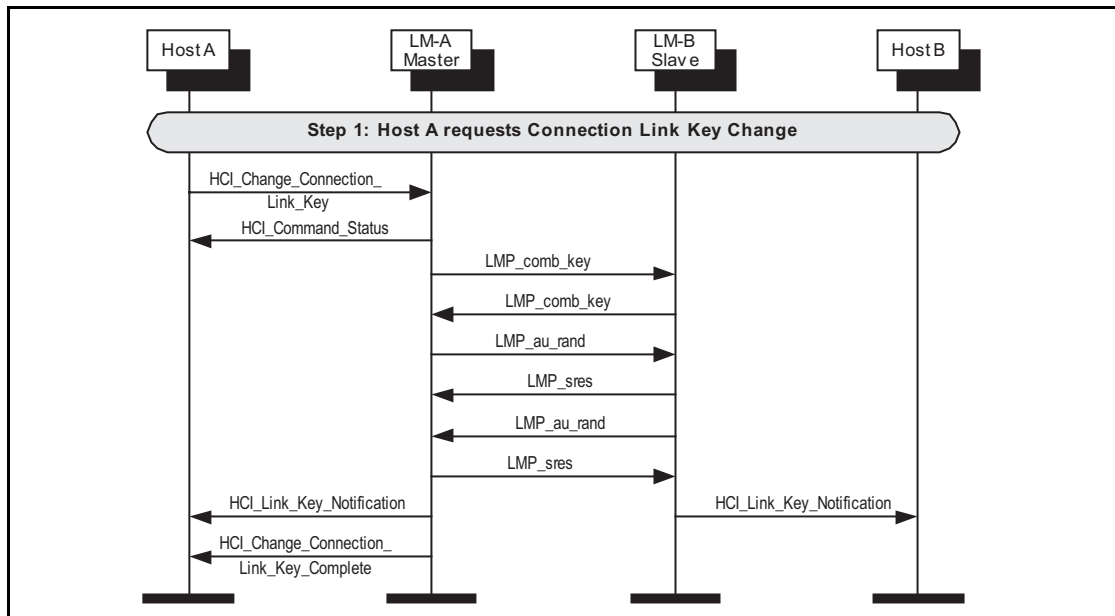 Host A
LM-A
Master
LM-B
Slave
Host B
Step 1: Host A requests Connection Link Key Change
HCI_Change_Connection_
Link_Key
HCI_Command_Status
LMP_comb_key
LMP_comb_key
LMP_au_rand
LMP_sres
LMP_au_rand
LMP_sres
HCI_Link_Key_Notification
HCI_Link_Key_Notification
HCI_Change_Connection_
Link_Key_Complete